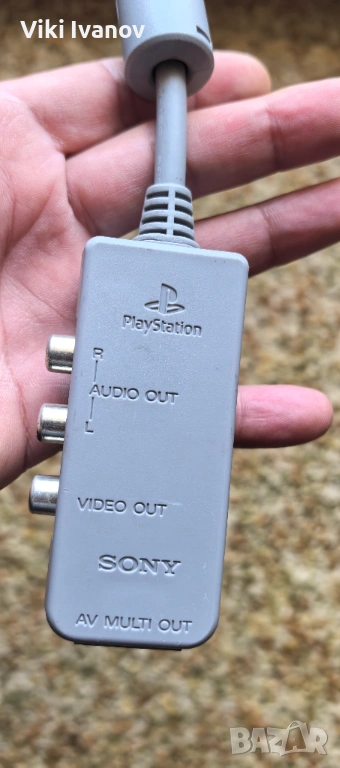 Viki Ivanov
PlayStation
R
AUDIO OUT
L
VIDEO OUT
SONY
AV MULTI OUT
BAZAR